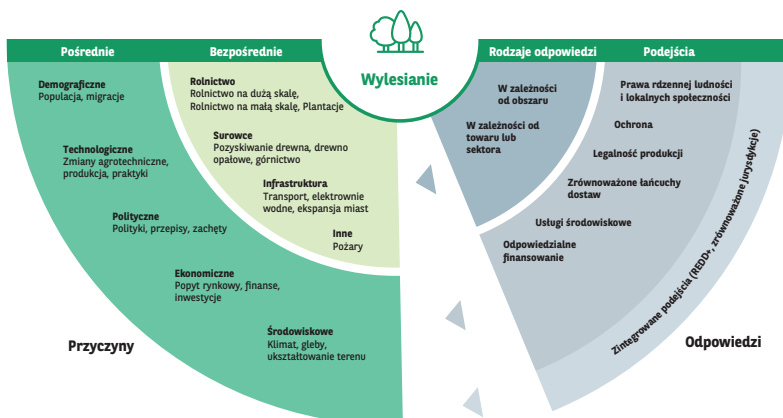 Pośrednie
Bezpośrednie
Wylesianie
Rodzaje odpowiedzi
Podejścia
Demograficzne
Populacja, migracje
Technologiczne
Zmiany agrotechniczne,
produkcja, praktyki
Polityczne
Polityki, przepisy, zachęty
Ekonomiczne
Popyt rynkowy, finanse,
inwestycje
Środowiskowe
Klimat, gleby,
ukształtowanie terenu
Przyczyny
Rolnictwo
Rolnictwo na dużą skalę,
Rolnictwo na małą skalę, Plantacje
Surowce
Pozyskiwanie drewna, drewno
opałowe, górnictwo
Infrastruktura
Transport, elektrownie
wodne, ekspansja miast
Inne
Pożary
W zależności
od obszaru
W zależności od
towaru lub
sektora
Prawa rdzennej ludności
i lokalnych społeczności
Ochrona
Legalność produkcji
Zrównoważone łańcuchy
dostaw
Usługi środowiskowe
Odpowiedzialne
finansowanie
Zintegrowane podejścia (REDD+, zrównoważone jurysdykcje)
Odpowiedzi